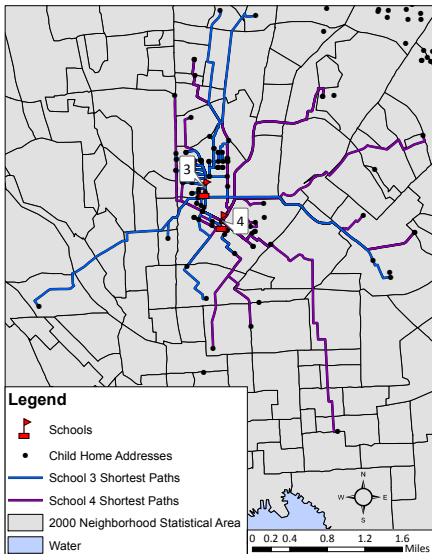 3
4
Legend
Schools
Child Home Addresses
School 3 Shortest Paths
School 4 Shortest Paths
2000 Neighborhood Statistical Area
Water
N
W E
S
0 0.2 0.4 0.8 1.2 1.6
Miles